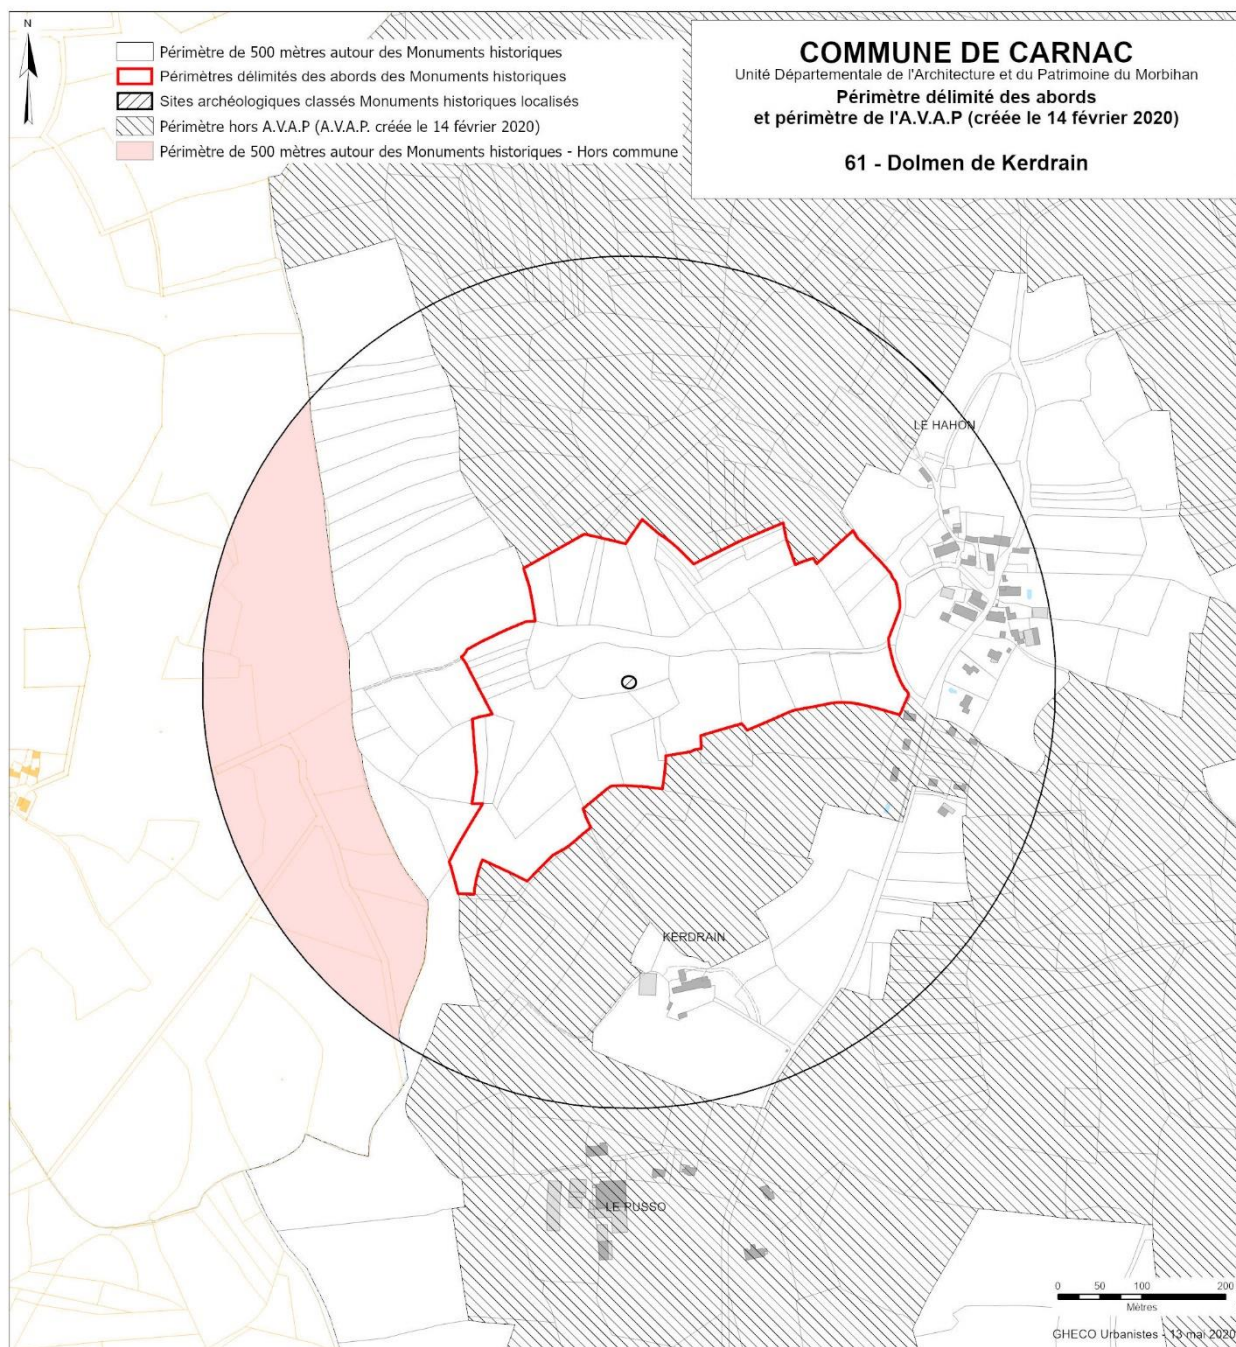 N
Périmètre de 500 mètres autour des Monuments historiques
Périmètres délimités des abords des Monuments historiques
Sites archéologiques classés Monuments historiques localisés
Périmètre hors A.V.A.P (A.V.A.P. créée le 14 février 2020)
Périmètre de 500 mètres autour des Monuments historiques - Hors commune
COMMUNE DE CARNAC
Unité Départementale de l'Architecture et du Patrimoine du Morbihan
Périmètre délimité des abords
et périmètre de l'A.V.A.P (créée le 14 février 2020)
61 - Dolmen de Kerdrain
LE HAHON
KERDRAIN
LE PUSSO
0 50 100 200
Mètres
GHECO Urbanistes - 13 mai 2020